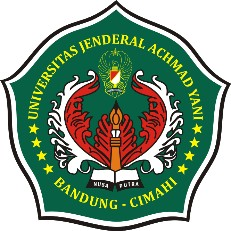 UNIVERSITAS JENDERAL ACHMAD YANI
NUSA PUTRA
BANDUNG - CIMAHI